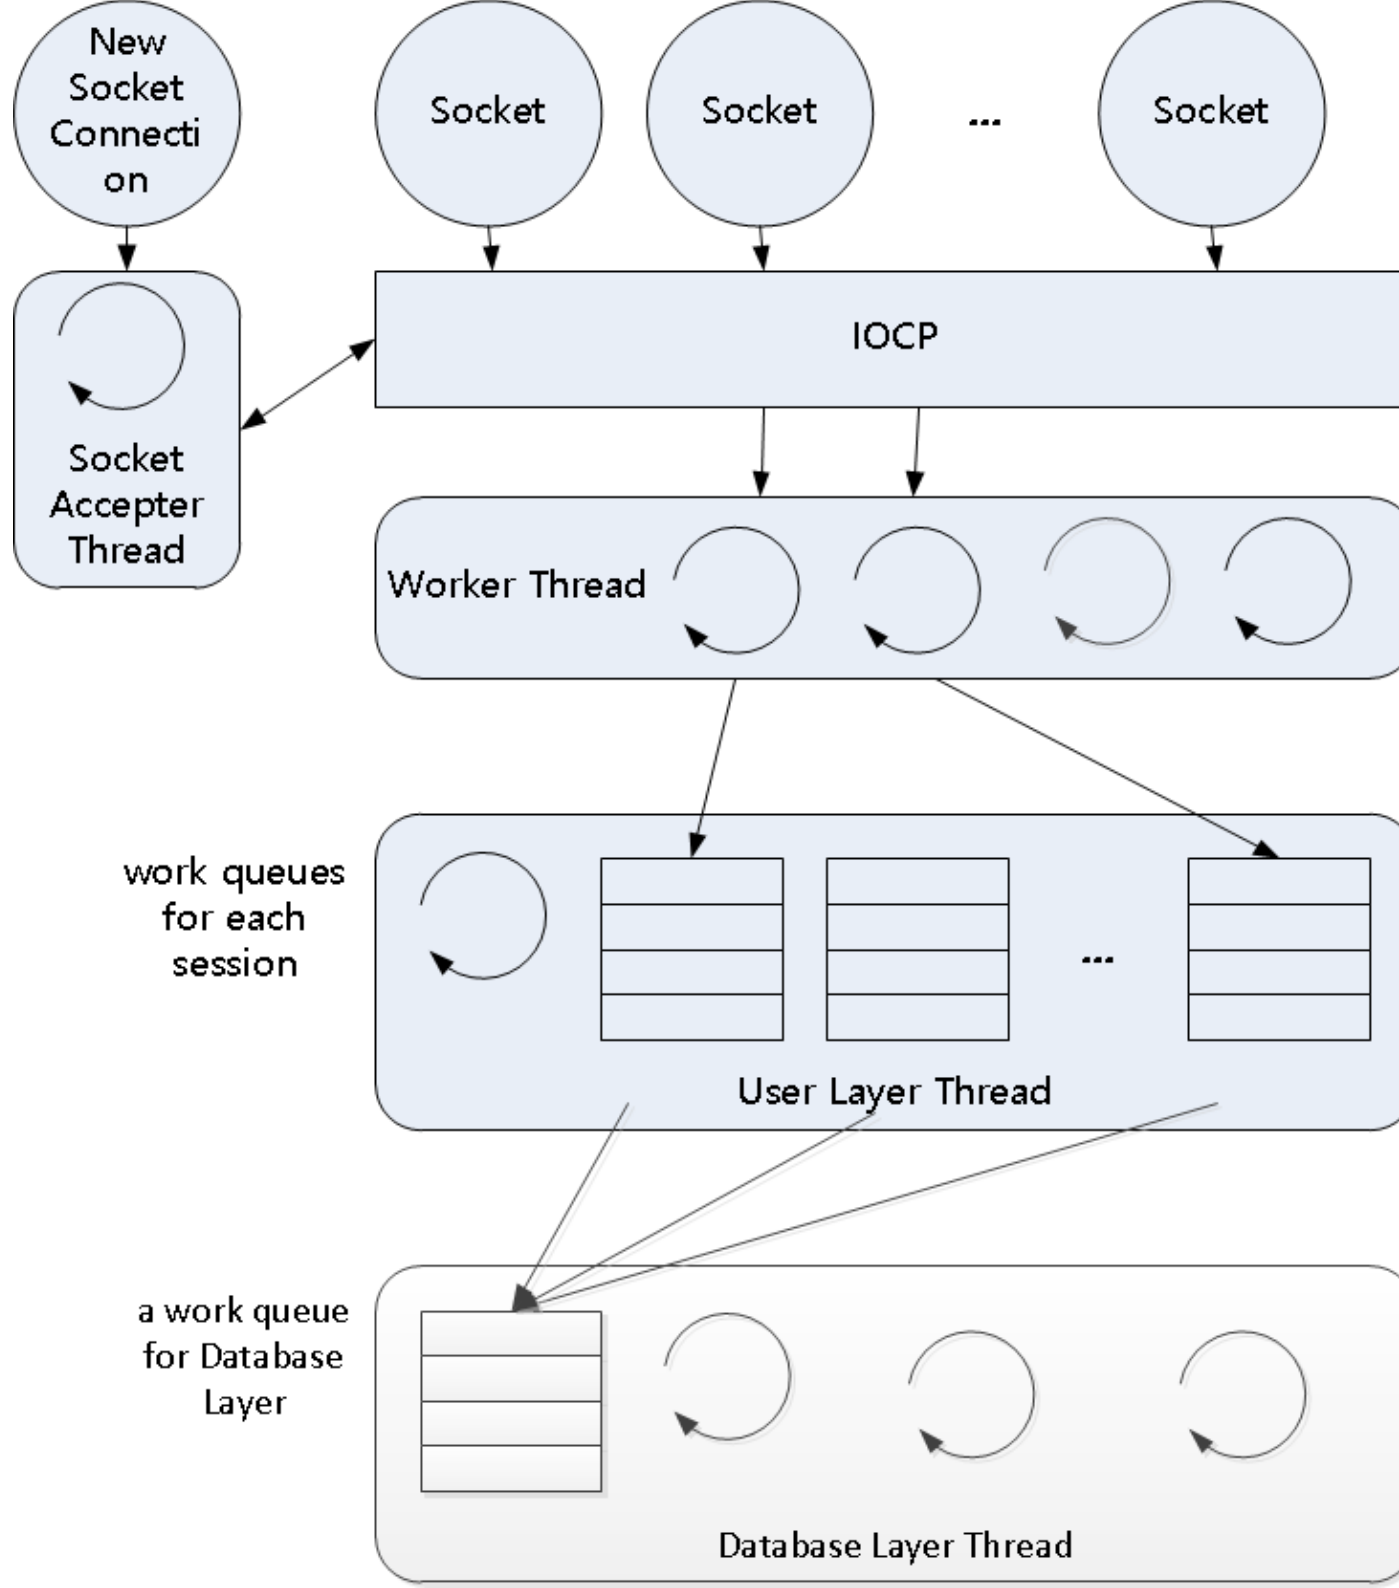 New
Socket
Connecti
on
Socket
Socket
...
Socket
IOCP
Socket
Accepter
Thread
Worker Thread
work queues
for each
session
...
User Layer Thread
a work queue
for Database
Layer
Database Layer Thread